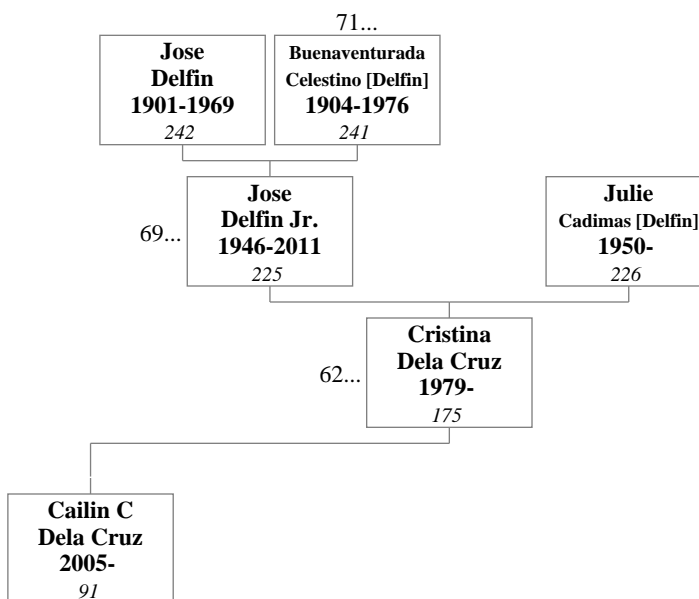 71...
Jose
Delfin
1901-1969
242
Buenaventurada
Celestino [Delfin]
1904-1976
241
69...
Jose
Delfin Jr.
1946-2011
225
Julie
Cadimas [Delfin]
1950-
226
62...
Cristina
Dela Cruz
1979-
175
Cailin C
Dela Cruz
2005-
91